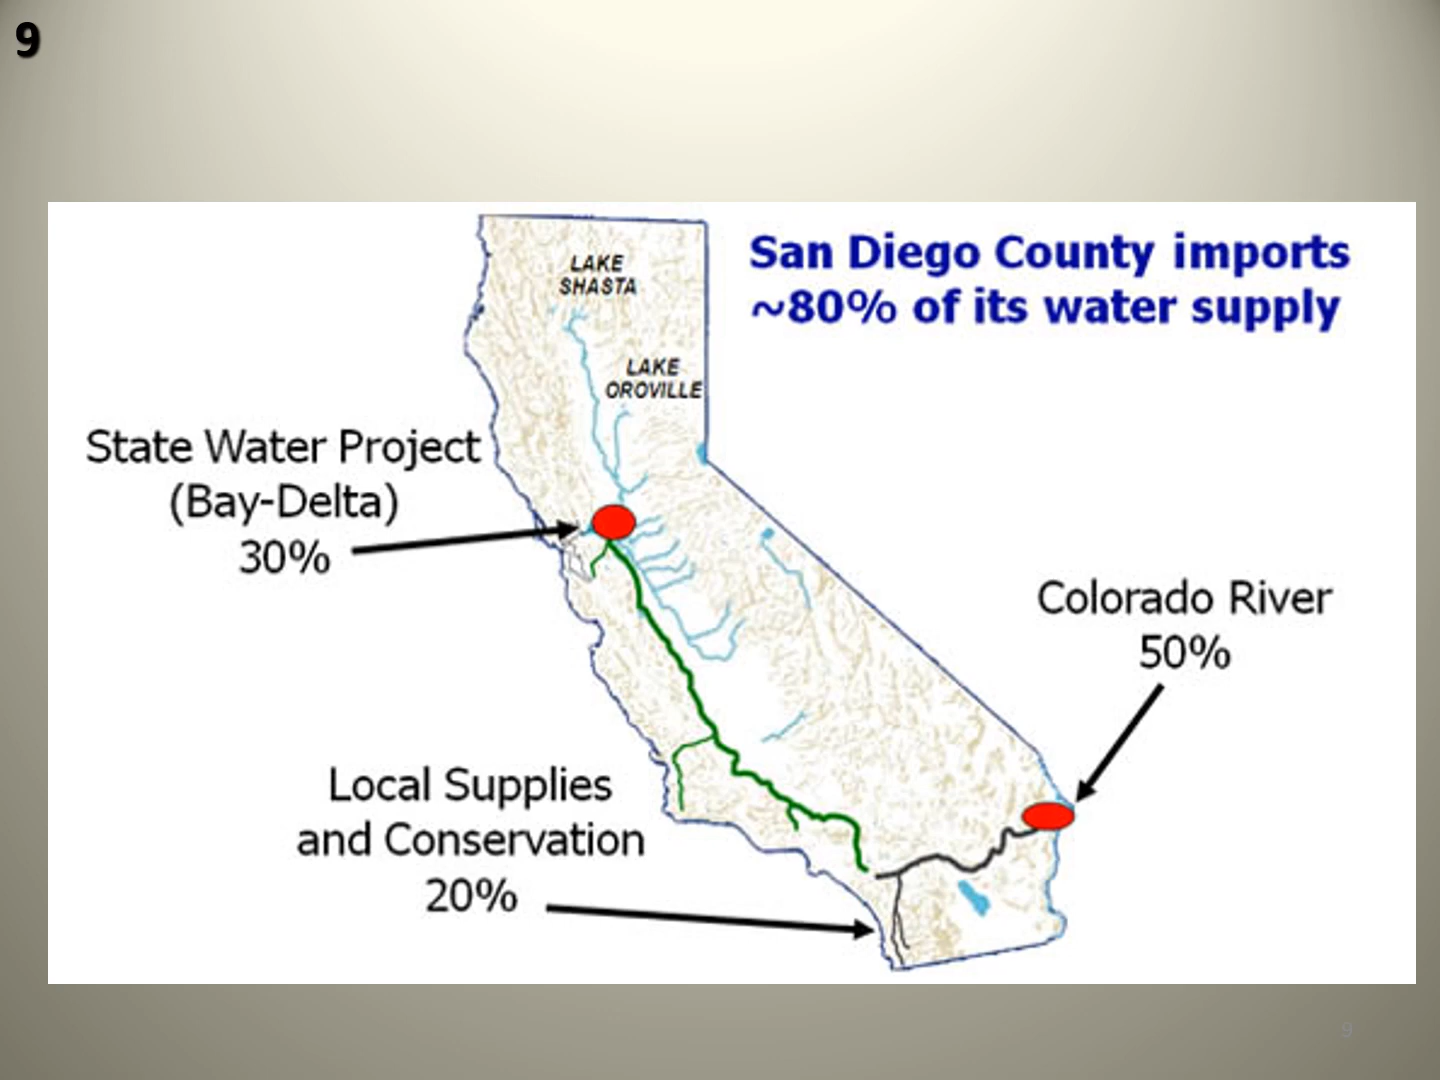 9
San Diego County imports
~80% of its water supply
LAKE
SHASTA
LAKE
OROVILLE
State Water Project
(Bay-Delta)
30%
Colorado River
50%
Local Supplies
and Conservation
20%
9